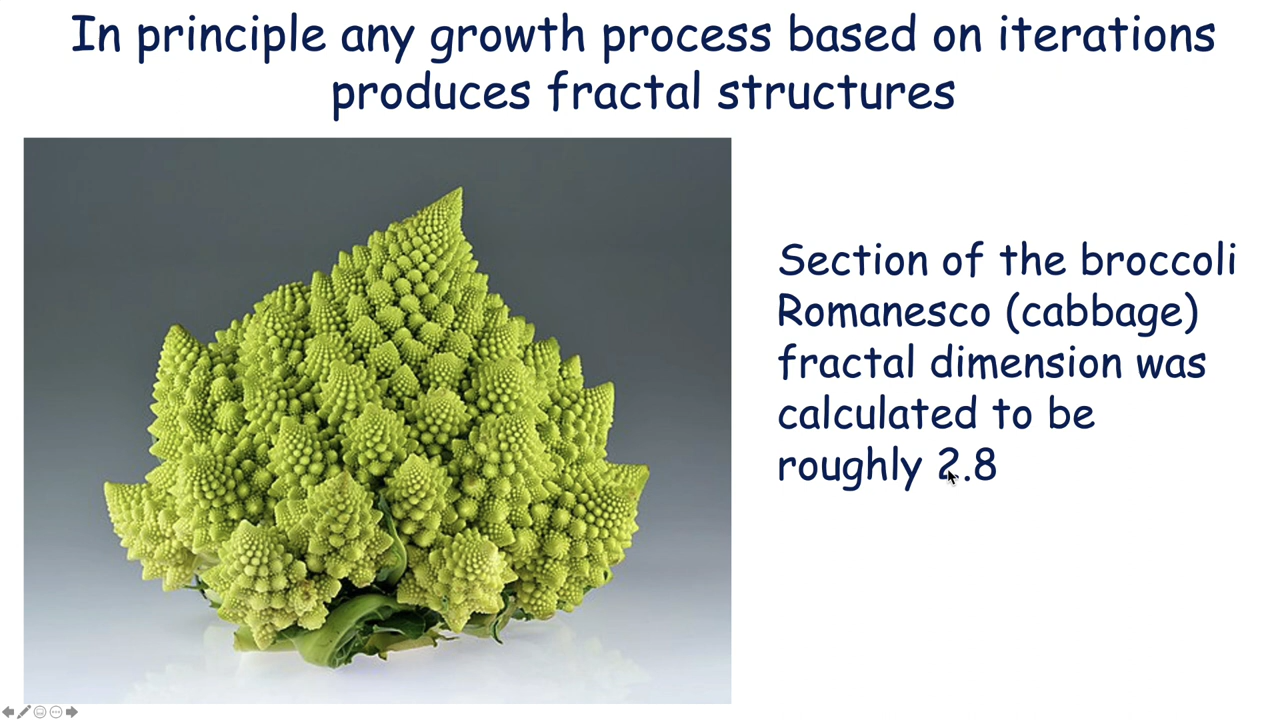 In principle any growth process based on iterations
produces fractal structures
Section of the broccoli
Romanesco (cabbage)
fractal dimension was
calculated to be
roughly 2.8